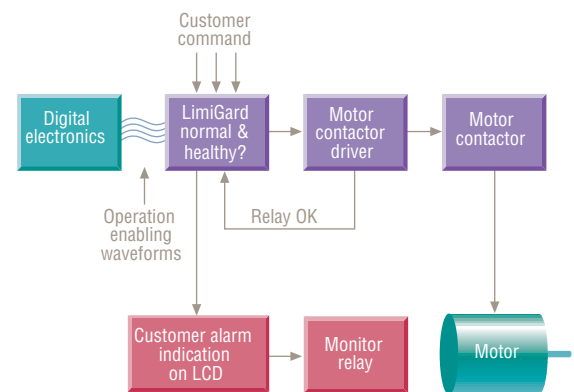 Customer
command
Digital
electronics
LimiGard
normal &
healthy?
Motor
contactor
driver
Motor
contactor
Operation
enabling
waveforms
Relay OK
Customer alarm
indication
on LCD
Monitor
relay
Motor